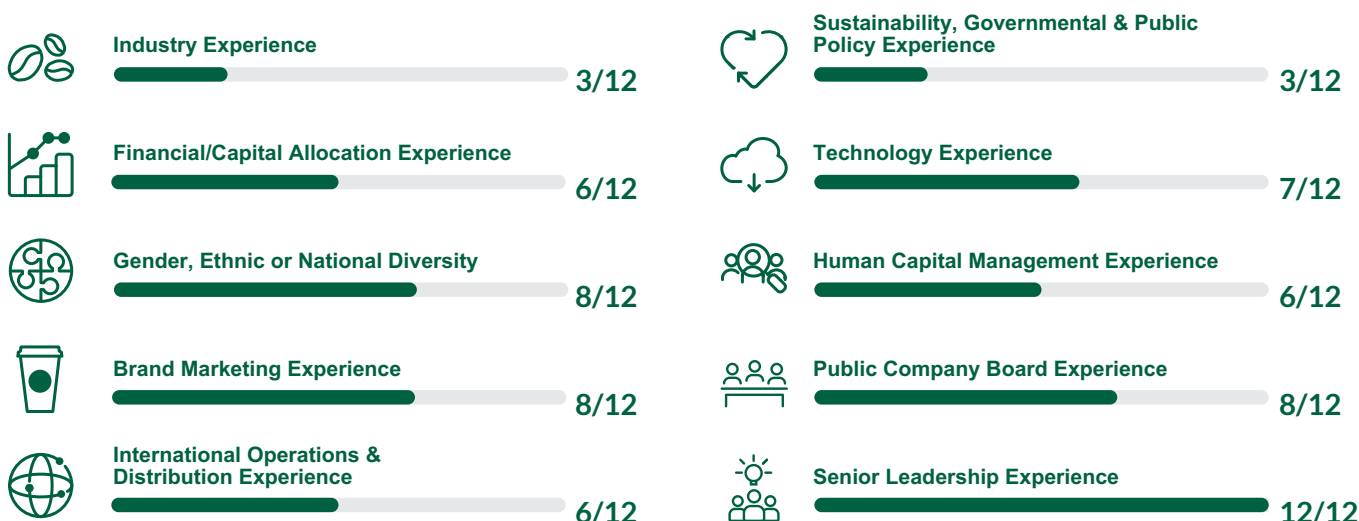 Industry Experience
3/12
Financial/Capital Allocation Experience
6/12
Gender, Ethnic or National Diversity
8/12
Brand Marketing Experience
8/12
International Operations &
Distribution Experience
6/12
Sustainability, Governmental & Public
Policy Experience
3/12
Technology Experience
7/12
Human Capital Management Experience
6/12
Public Company Board Experience
8/12
Senior Leadership Experience
12/12